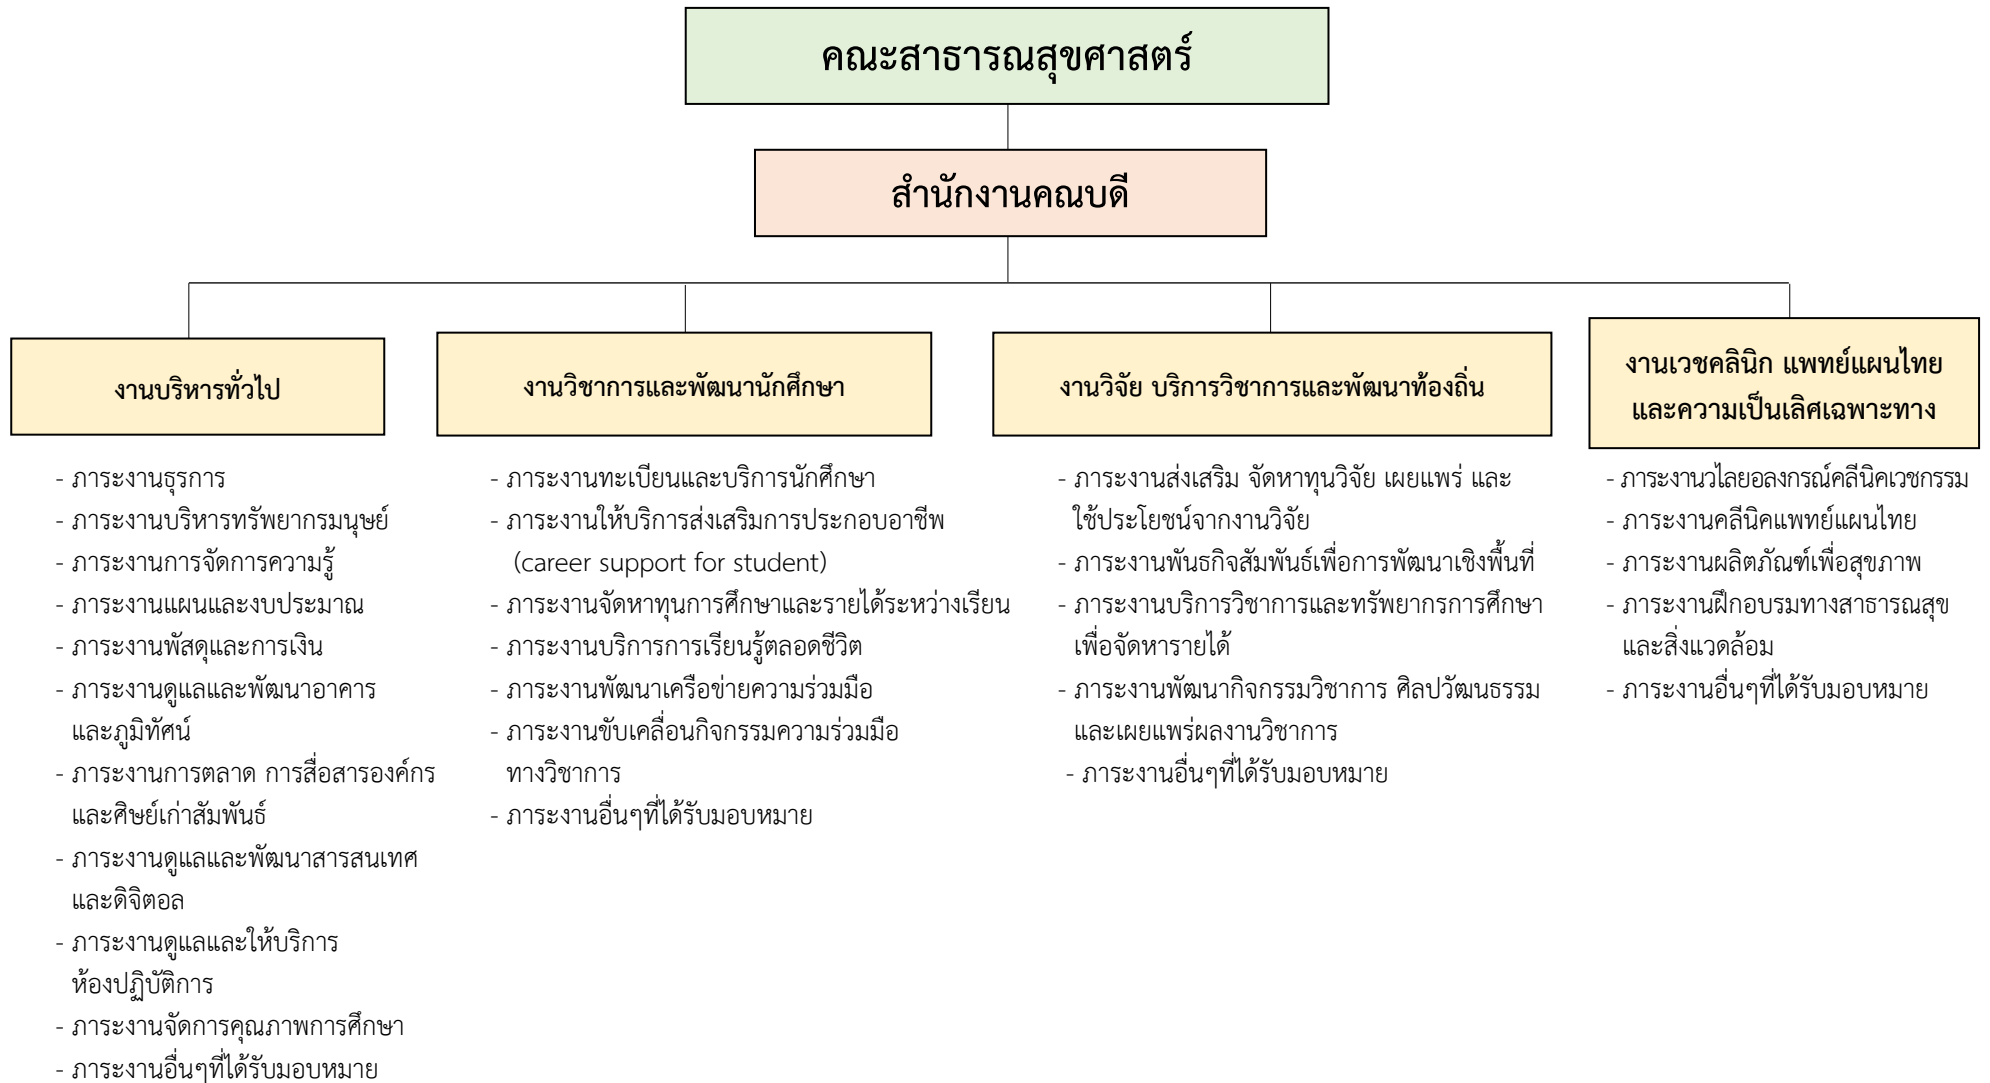 คณะสาธารณสุขศาสตร์
สำนักงานคณบดี
งานบริหารทั่วไป
- ภาระงานธุรการ
- ภาระงานบริหารทรัพยากรมนุษย์
- ภาระงานการจัดการความรู้
- ภาระงานแผนและงบประมาณ
- ภาระงานพัสดุและการเงิน
- ภาระงานดูแลและพัฒนาอาคาร
และภูมิทัศน์
- ภาระงานการตลาด การสื่อสารองค์กร
และศิษย์เก่าสัมพันธ์
- ภาระงานดูแลและพัฒนาสารสนเทศ
และดิจิตอล
- ภาระงานดูแลและให้บริการ
ห้องปฏิบัติการ
- ภาระงานจัดการคุณภาพการศึกษา
- ภาระงานอื่นๆที่ได้รับมอบหมาย
งานวิชาการและพัฒนานักศึกษา
- ภาระงานทะเบียนและบริการนักศึกษา
- ภาระงานให้บริการส่งเสริมการประกอบอาชีพ
(career support for student)
- ภาระงานจัดหาทุนการศึกษาและรายได้ระหว่างเรียน
- ภาระงานบริการการเรียนรู้ตลอดชีวิต
- ภาระงานพัฒนาเครือข่ายความร่วมมือ
- ภาระงานขับเคลื่อนกิจกรรมความร่วมมือ
ทางวิชาการ
- ภาระงานอื่นๆที่ได้รับมอบหมาย
งานวิจัย บริการวิชาการและพัฒนาท้องถิ่น
- ภาระงานส่งเสริม จัดหาทุนวิจัย เผยแพร่ และ
ใช้ประโยชน์จากงานวิจัย
- ภาระงานพันธกิจสัมพันธ์เพื่อการพัฒนาเชิงพื้นที่
- ภาระงานบริการวิชาการและทรัพยากรการศึกษา
เพื่อจัดหารายได้
- ภาระงานพัฒนากิจกรรมวิชาการ ศิลปวัฒนธรรม
และเผยแพร่ผลงานวิชาการ
- ภาระงานอื่นๆที่ได้รับมอบหมาย
งานเวชคลินิก แพทย์แผนไทย
และความเป็นเลิศเฉพาะทาง
- ภาระงานวไลยอลงกรณ์คลีนิคเวชกรรม
- ภาระงานคลีนิคแพทย์แผนไทย
- ภาระงานผลิตภัณฑ์เพื่อสุขภาพ
- ภาระงานฝึกอบรมทางสาธารณสุข
และสิ่งแวดล้อม
- ภาระงานอื่นๆที่ได้รับมอบหมาย